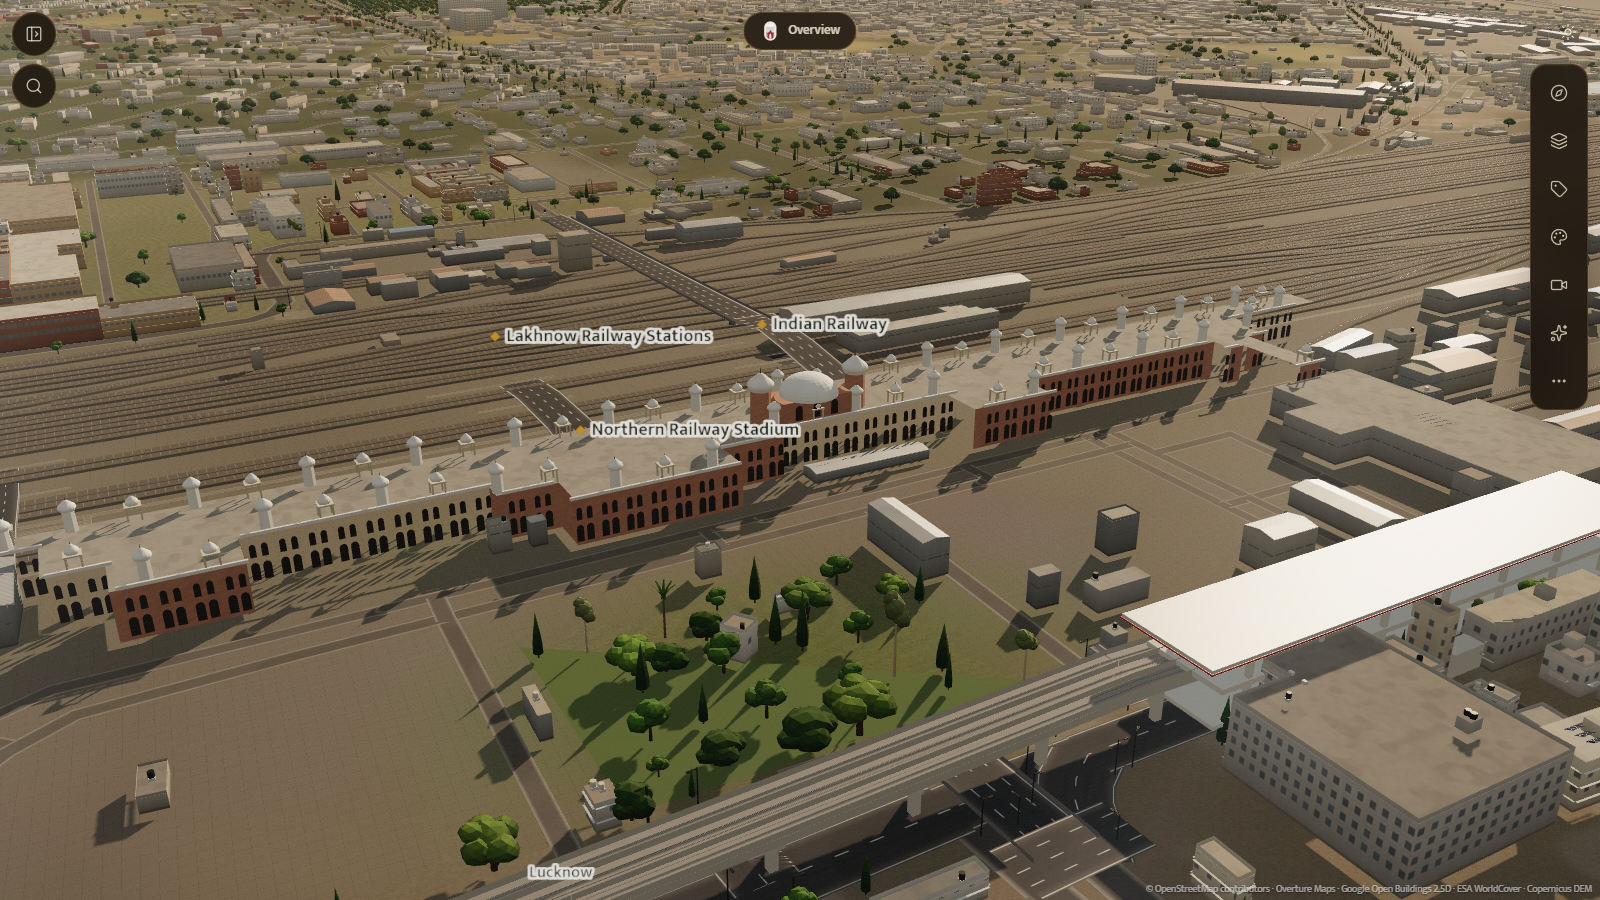 Overview
Indian Railway
Lakhnow Railway Stations
Northern Railway Stadium
Lucknow
© OpenStreetMap contributors · Overture Maps · Google Open Buildings 2.5D · ESA WorldCover · Copernicus DEM